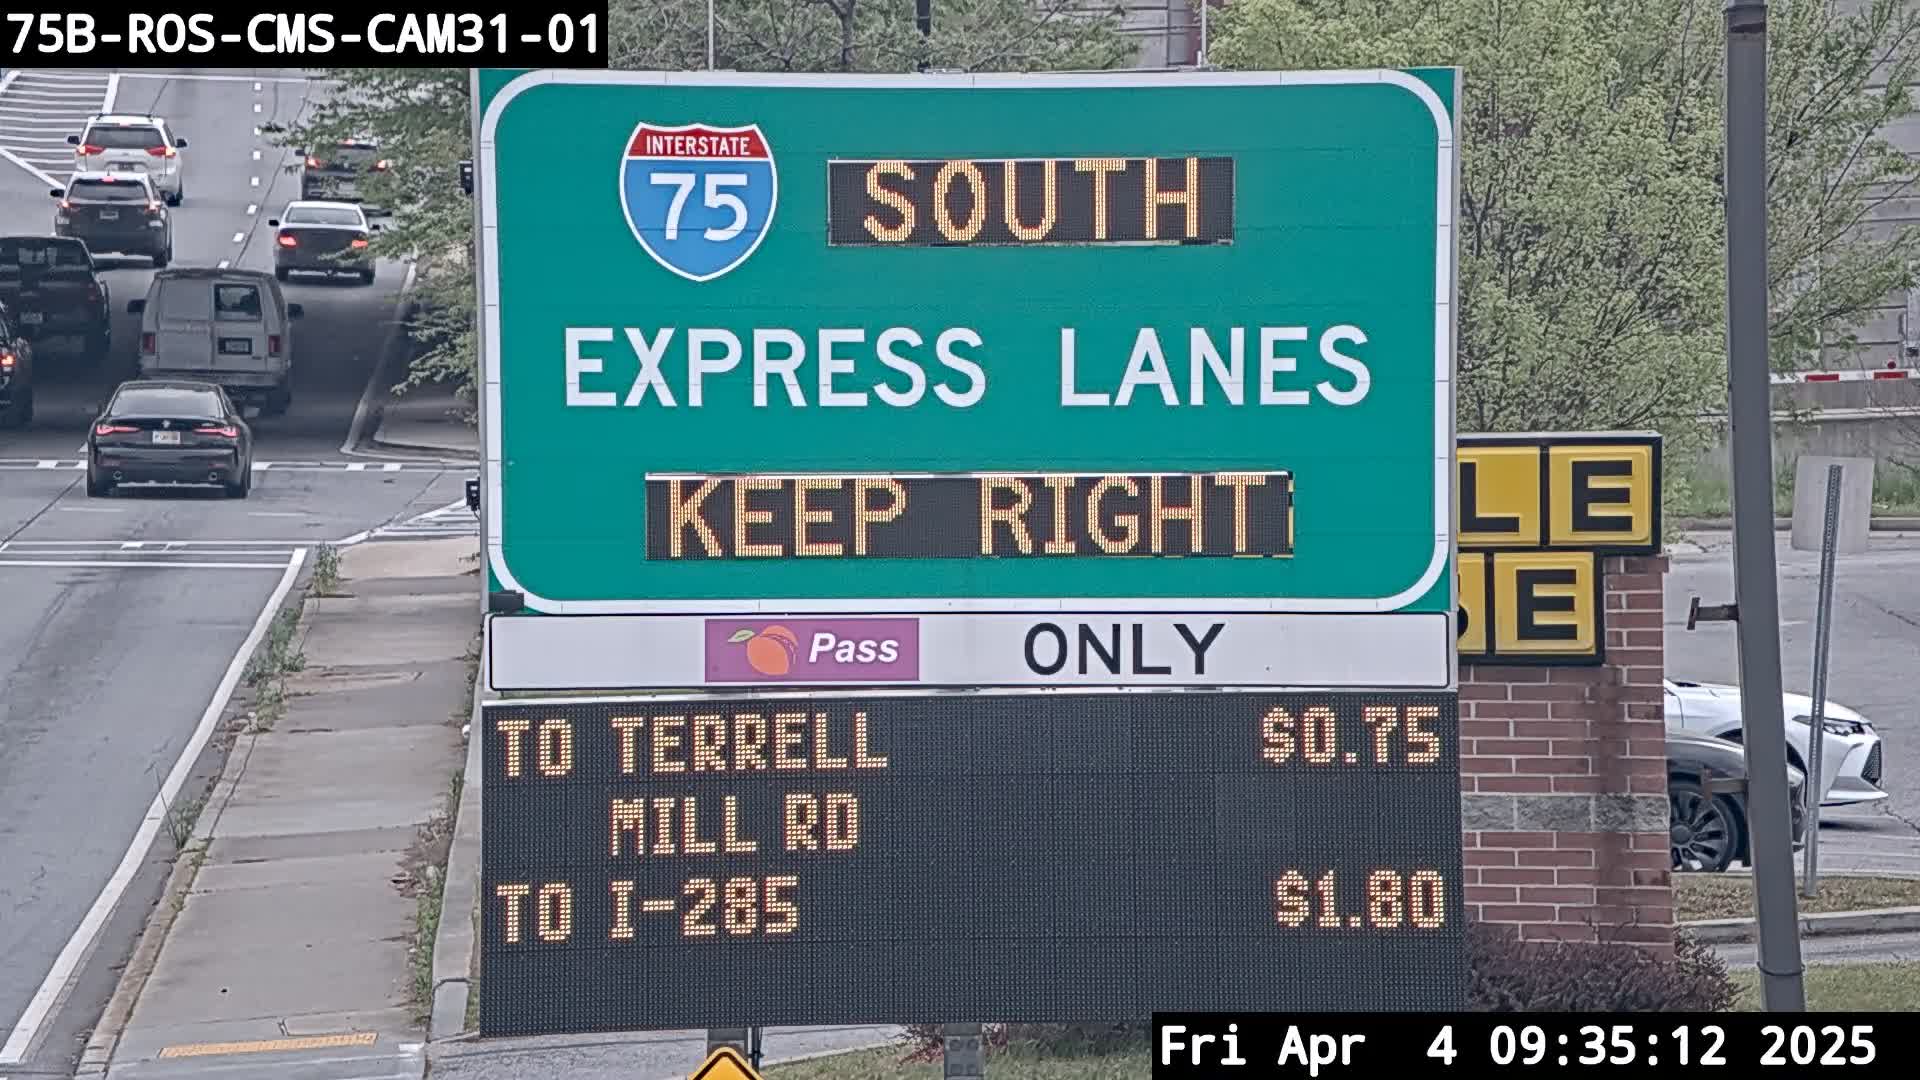 75B-ROS-CMS-CAM31-01
INTERSTATE
75
SOUTH
EXPRESS LANES
KEEP RIGHT
Pass ONLY
TO TERRELL $0.75
MILL RD
TO I-285 $1.80
LE
E
Fri Apr 4 09:35:12 2025